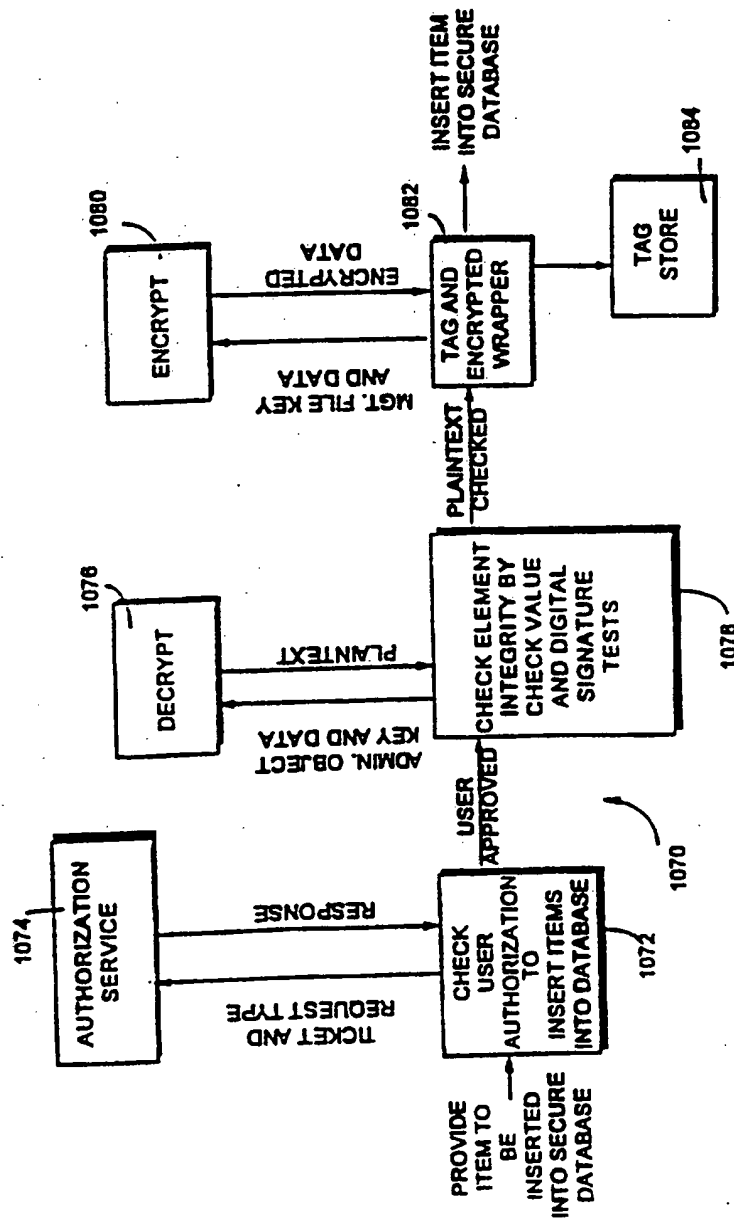 1074
AUTHORIZATION
SERVICE
TICKET AND
REQUEST TYPE
RESPONSE
PROVIDE
ITEM TO
BE
INSERTED
INTO SECURE
DATABASE
CHECK
USER
AUTHORIZATION
TO
INSERT ITEMS
INTO DATABASE
1072
1070
USER
APPROVED
1076
DECRYPT
ADMIN. OBJECT
KEY AND DATA
PLAINTEXT
CHECK ELEMENT
INTEGRITY BY
CHECK VALUE
AND DIGITAL
SIGNATURE
TESTS
1078
PLAINTEXT
CHECKED
1080
ENCRYPT
MGT. FILE KEY
AND DATA
ENCRYPTED
DATA
TAG AND
ENCRYPTED
WRAPPER
1082
INSERT ITEM
INTO SECURE
DATABASE
TAG
STORE
1084